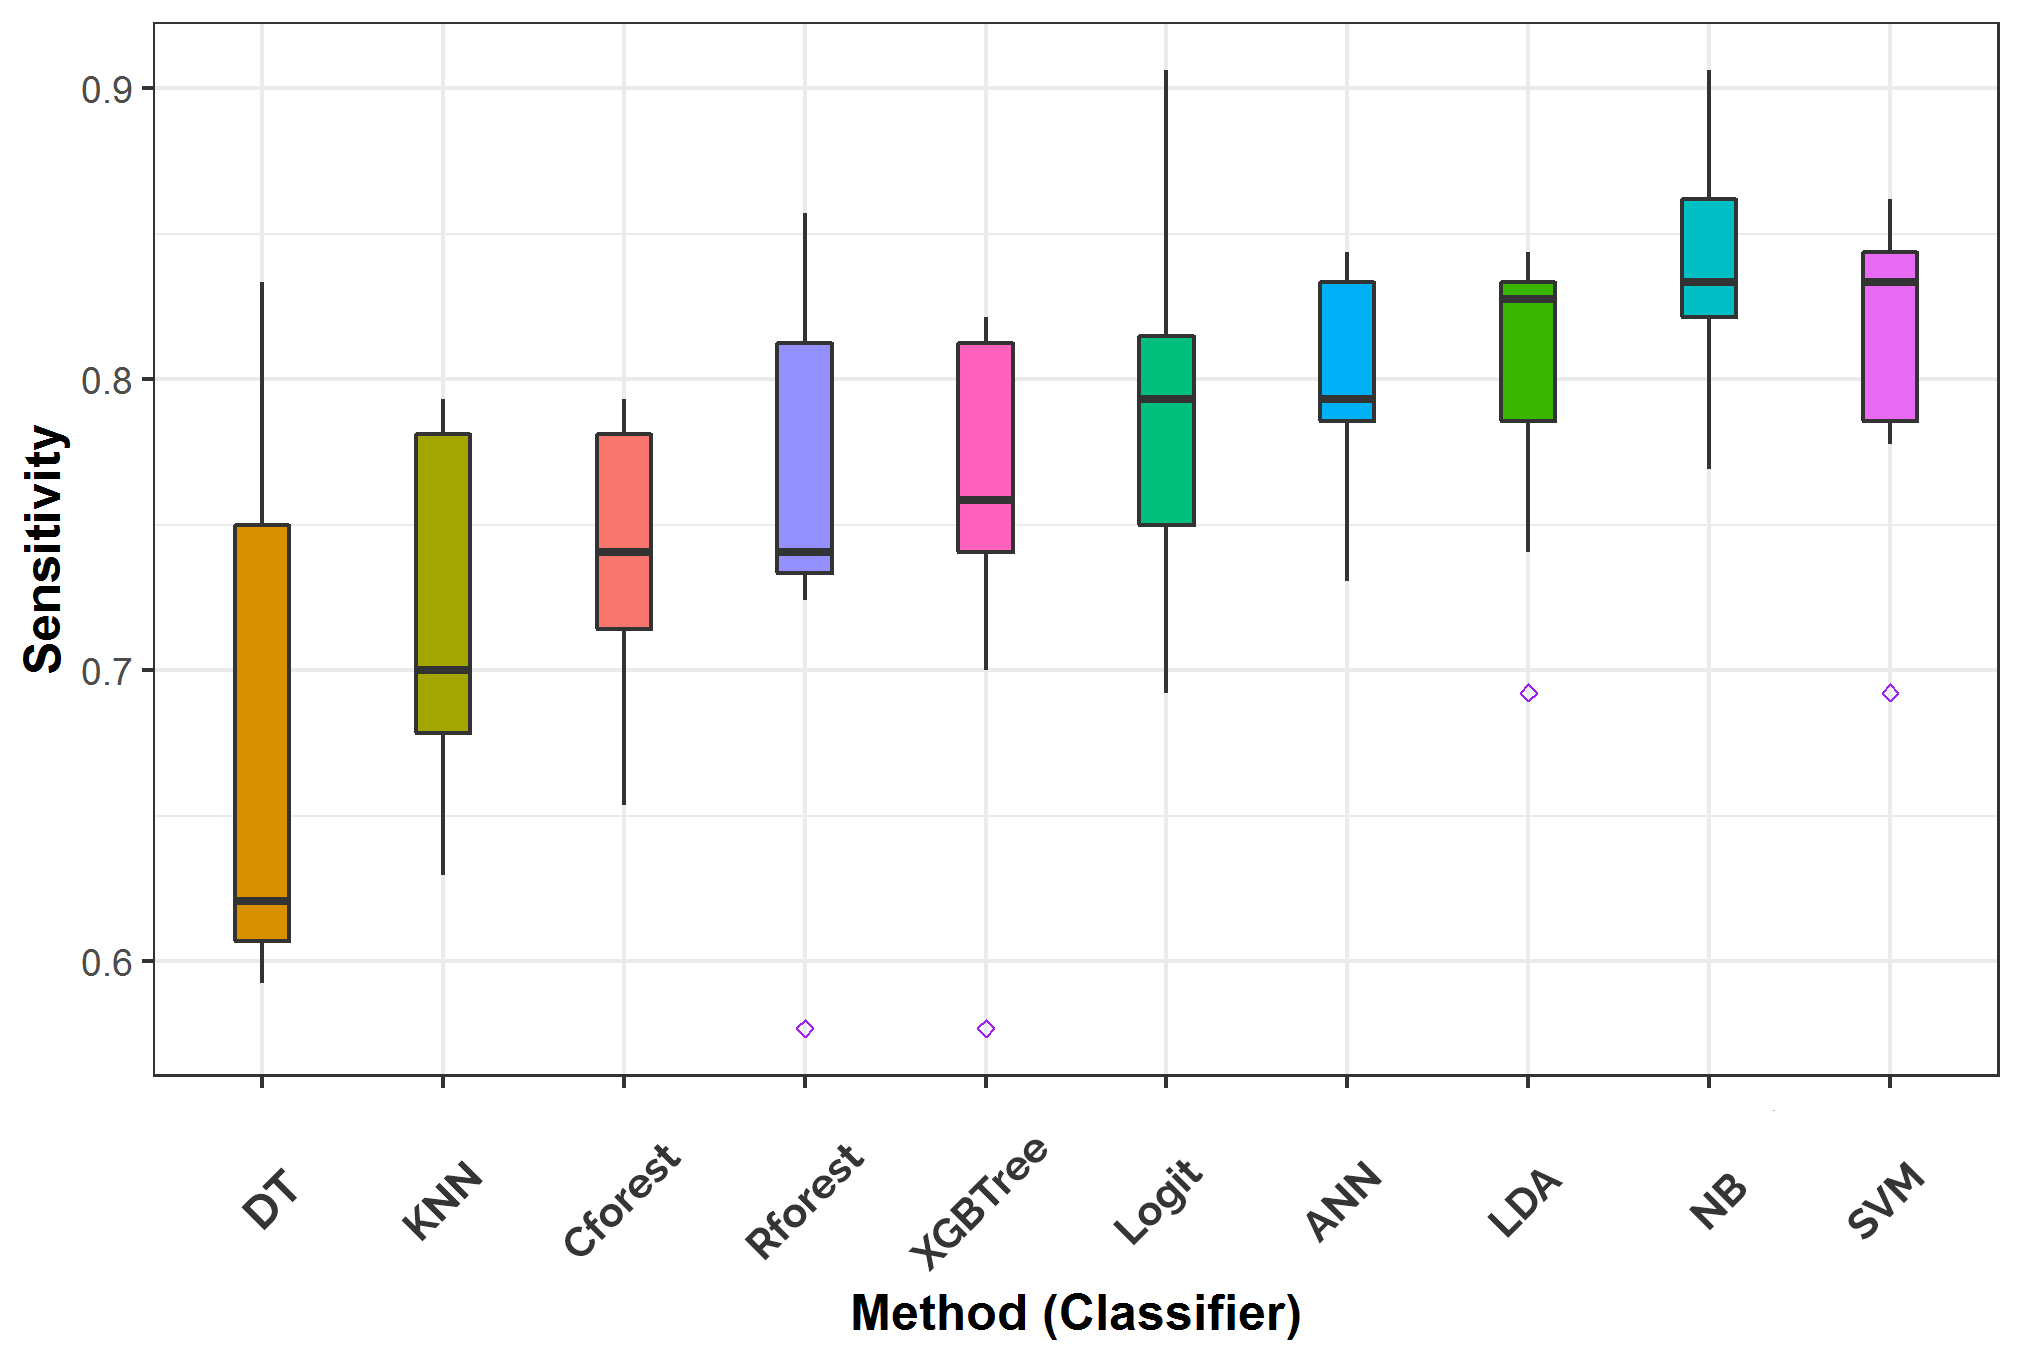 Sensitivity
0.9
0.8
0.7
0.6
DT
KNN
Cforest
Rforest
XGBTree
Logit
ANN
LDA
NB
SVM
Method (Classifier)